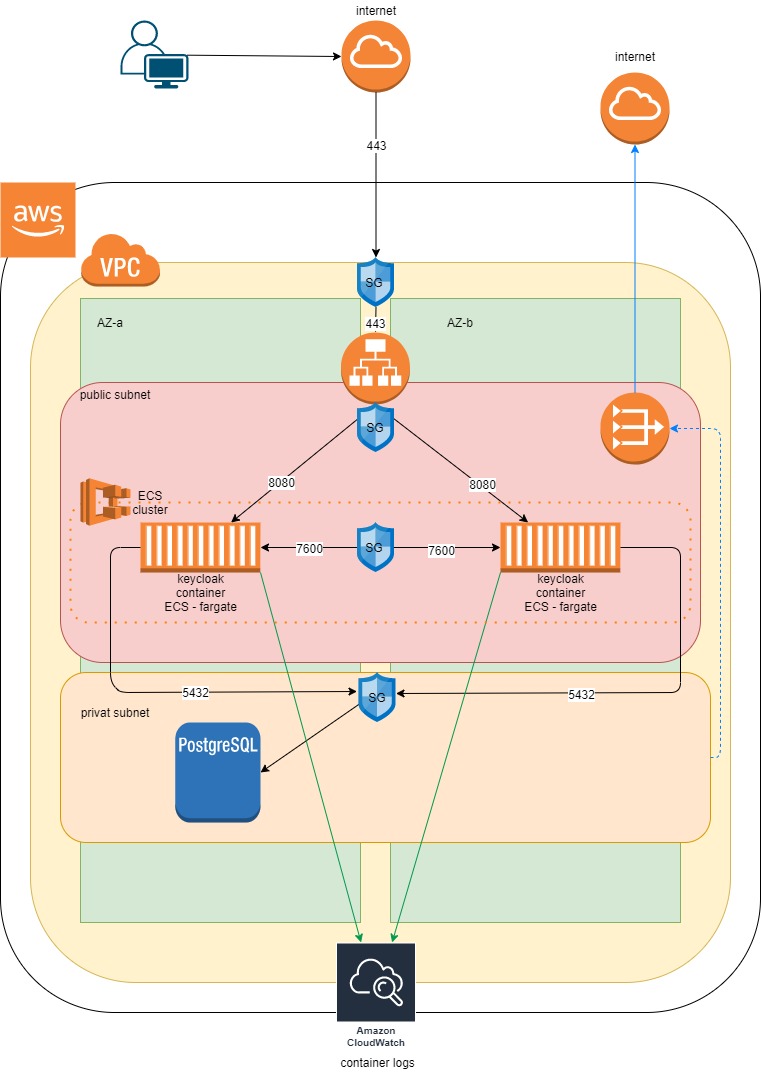 internet
internet
443
aws
VPC
SG
443
AZ-a
AZ-b
public subnet
SG
8080
8080
ECS
cluster
7600
SG
7600
keycloak
container
ECS - fargate
keycloak
container
ECS - fargate
5432
SG
5432
privat subnet
PostgreSQL
Amazon
CloudWatch
container logs